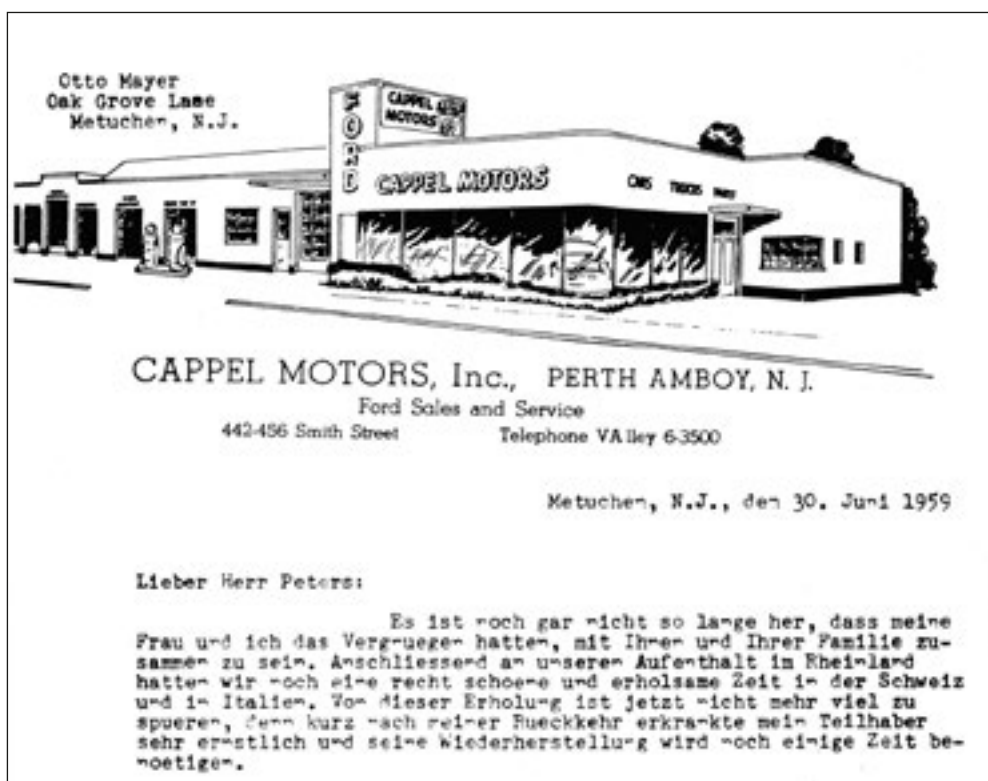 Otto Mayer
Oak Grove Lane
Metuchen, N.J.
FORD
CAPPEL
MOTORS
CAPPEL MOTORS
CARS TRUCKS PARTS
CAPPEL MOTORS, Inc., PERTH AMBOY, N. J.
Ford Sales and Service
442-456 Smith Street Telephone VAlley 6-3500
Metuchen, N.J., den 30. Juni 1959
Lieber Herr Peters:
Es ist noch gar nicht so lange her, dass meine
Frau und ich das Vergnuegen hatten, mit Ihnen und Ihrer Familie zu-
sammen zu sein. Anschliessend an unseren Aufenthalt im Rheinland
hatten wir noch eine recht schoene und erholsame Zeit in der Schweiz
und in Italien. Von dieser Erholung ist jetzt nicht mehr viel zu
spueren, denn kurz nach meiner Rueckkehr erkrankte mein Teilhaber
sehr ernstlich und seine Wiederherstellung wird noch einige Zeit be-
noetigen.